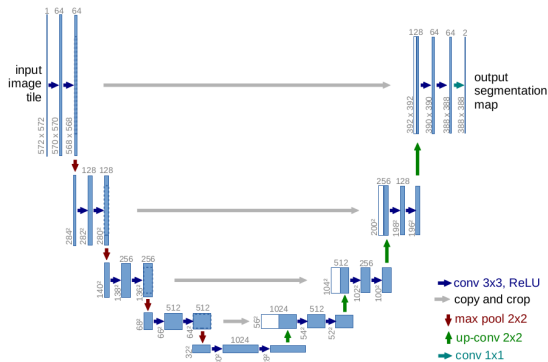 1 64 64
128 64 64 2
input
image
tile
output
segmentation
map
572 x 572
570 x 570
568 x 568
392 x 392
390 x 390
388 x 388
388 x 388
128 128
256 128
284²
282²
280²
200²
198²
196²
256 256
512 256
140²
138²
136²
104²
102²
100²
512 512
1024 512
68²
66²
64²
56²
54²
52²
1024
32²
conv 3x3, ReLU
copy and crop
max pool 2x2
up-conv 2x2
conv 1x1